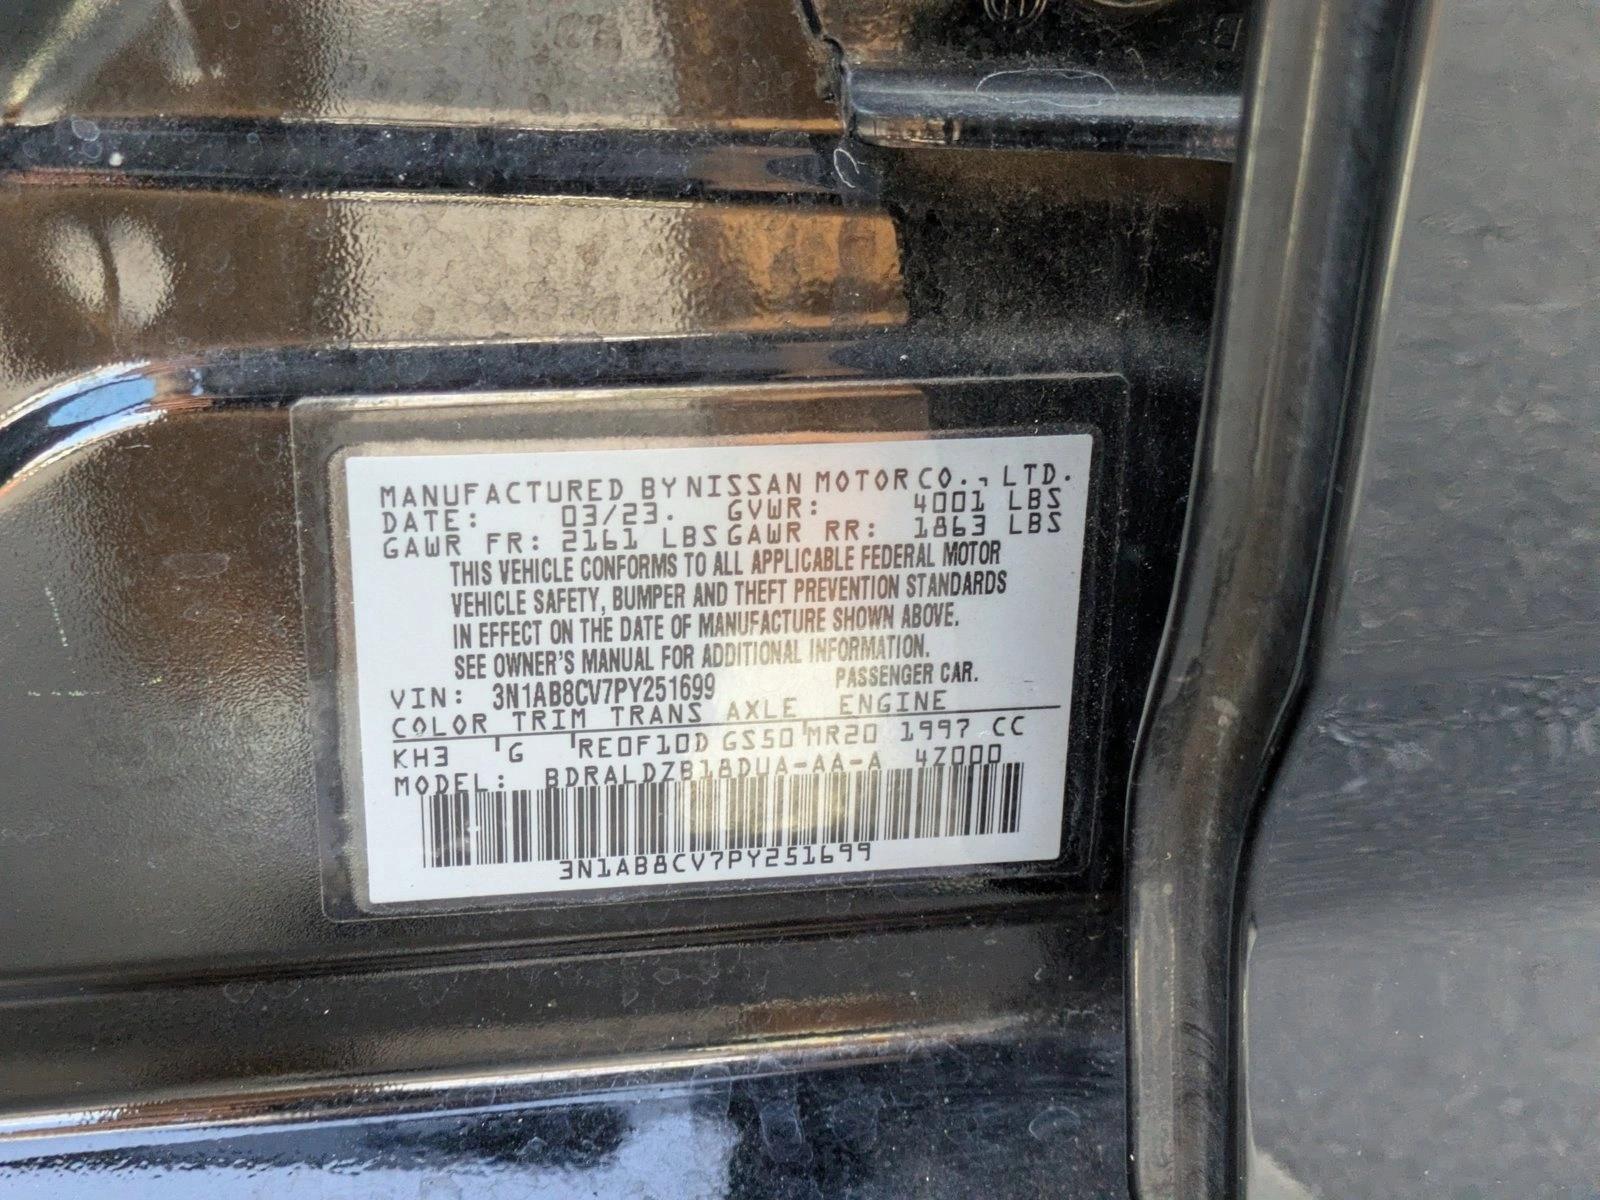 MANUFACTURED BY NISSAN MOTOR CO., LTD.
DATE: 03/23. GVWR: 4001 LBS
GAWR FR: 2161 LBS GAWR RR: 1863 LBS
THIS VEHICLE CONFORMS TO ALL APPLICABLE FEDERAL MOTOR
VEHICLE SAFETY, BUMPER AND THEFT PREVENTION STANDARDS
IN EFFECT ON THE DATE OF MANUFACTURE SHOWN ABOVE.
SEE OWNER'S MANUAL FOR ADDITIONAL INFORMATION.
VIN: 3N1AB8CV7PY251699 PASSENGER CAR.
COLOR TRIM TRANS AXLE ENGINE
KH3 G RE0F10D GS50 MR20 1997 CC
MODEL: BDRALDZB18DUA-AA-A 4Z000
3N1AB8CV7PY251699